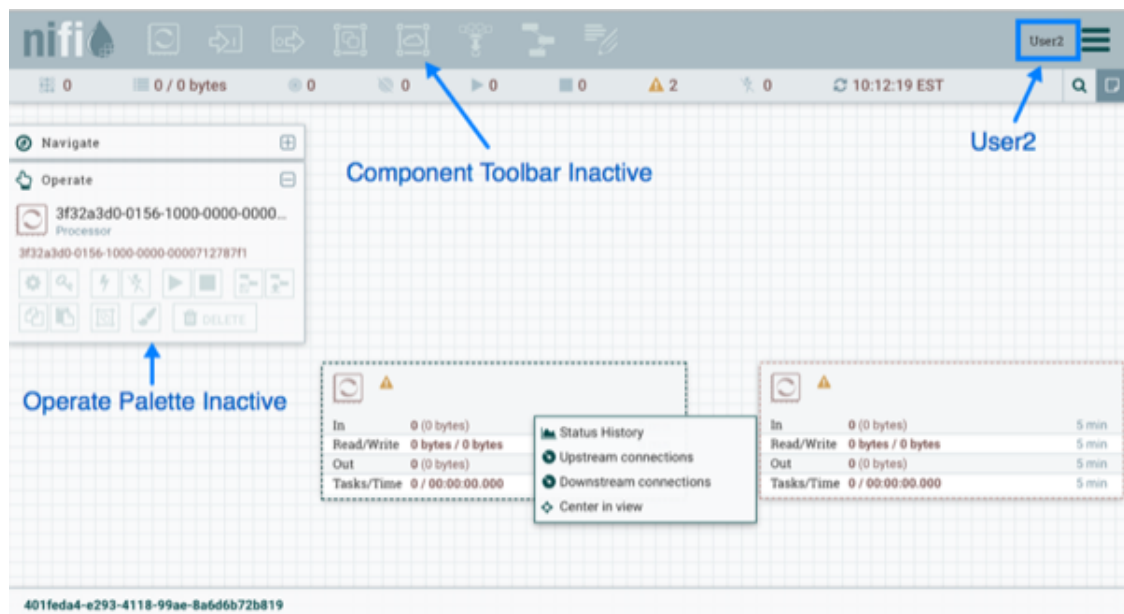 nifi
User2
0
0 / 0 bytes
0
0
0
0
2
0
10:12:19 EST
User2
Component Toolbar Inactive
Navigate
Operate
3f32a3d0-0156-1000-0000-0000...
Processor
3f32a3d0-0156-1000-0000-0000712787f1
DELETE
Operate Palette Inactive
In 0 (0 bytes)
Read/Write 0 bytes / 0 bytes
Out 0 (0 bytes)
Tasks/Time 0 / 00:00:00.000
Status History
Upstream connections
Downstream connections
Center in view
In 0 (0 bytes) 5 min
Read/Write 0 bytes / 0 bytes 5 min
Out 0 (0 bytes) 5 min
Tasks/Time 0 / 00:00:00.000 5 min
401feda4-e293-4118-99ae-8a6d6b72b819